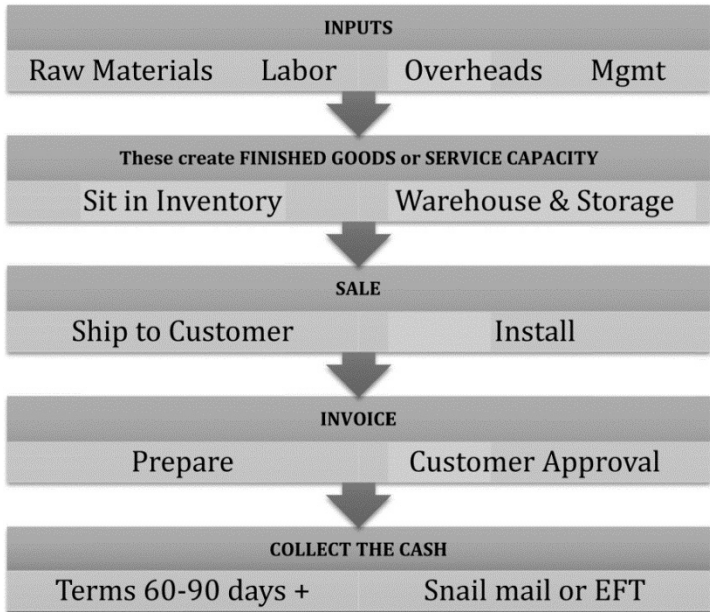 INPUTS
Raw Materials Labor Overheads Mgmt
These create FINISHED GOODS or SERVICE CAPACITY
Sit in Inventory Warehouse & Storage
SALE
Ship to Customer Install
INVOICE
Prepare Customer Approval
COLLECT THE CASH
Terms 60-90 days + Snail mail or EFT